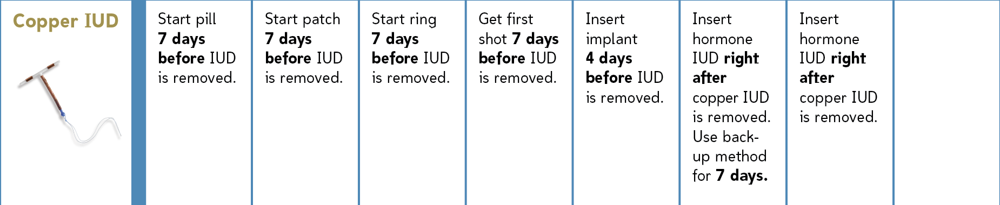 Copper IUD
Start pill
7 days
before IUD
is removed.
Start patch
7 days
before IUD
is removed.
Start ring
7 days
before IUD
is removed.
Get first
shot 7 days
before IUD
is removed.
Insert
implant
4 days
before IUD
is removed.
Insert
hormone
IUD right
after
copper IUD
is removed.
Use back-
up method
for 7 days.
Insert
hormone
IUD right
after
copper IUD
is removed.